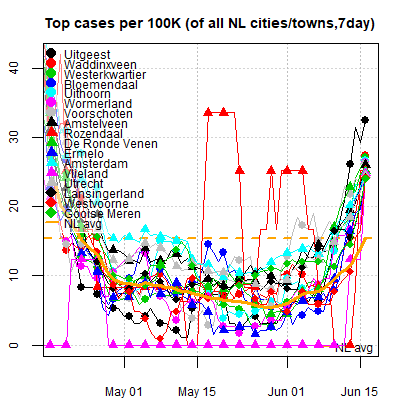 Top cases per 100K (of all NL cities/towns,7day)
Uitgeest
Waddinxveen
Westerkwartier
Bloemendaal
Uithoorn
Wormerland
Voorschoten
Amstelveen
Rozendaal
De Ronde Venen
Ermelo
Amsterdam
Vlieland
Utrecht
Lansingerland
Westvoorne
Gooise Meren
NL avg
40
30
20
10
0
NL avg
May 01
May 15
Jun 01
Jun 15